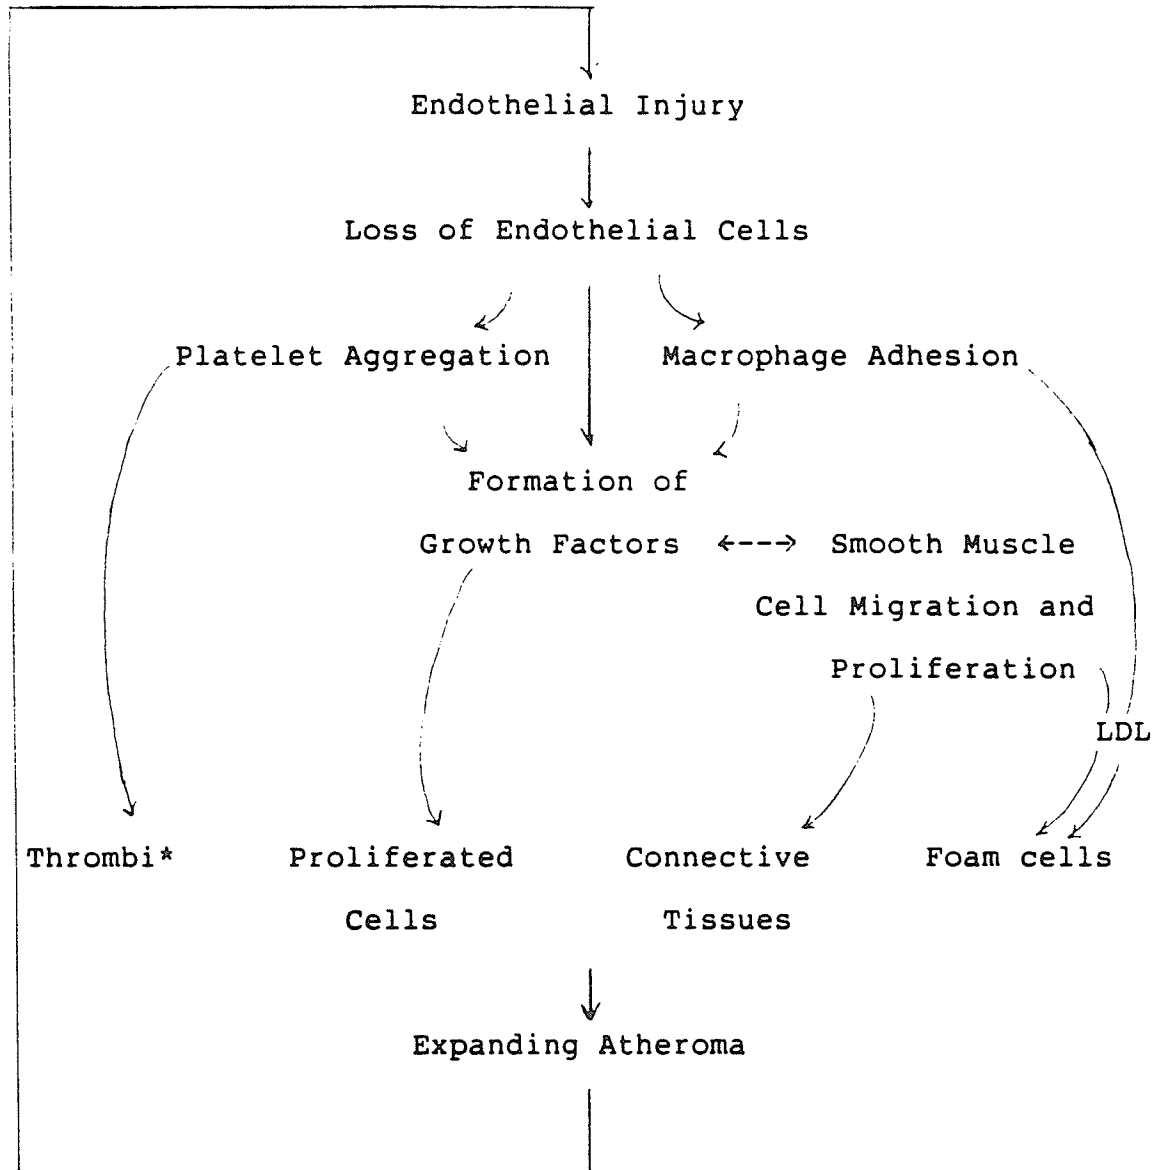 Endothelial Injury
Loss of Endothelial Cells
Platelet Aggregation Macrophage Adhesion
Formation of
Growth Factors <---> Smooth Muscle
Cell Migration and
Proliferation
LDL
Thrombi* Proliferated Connective Foam cells
Cells Tissues
Expanding Atheroma